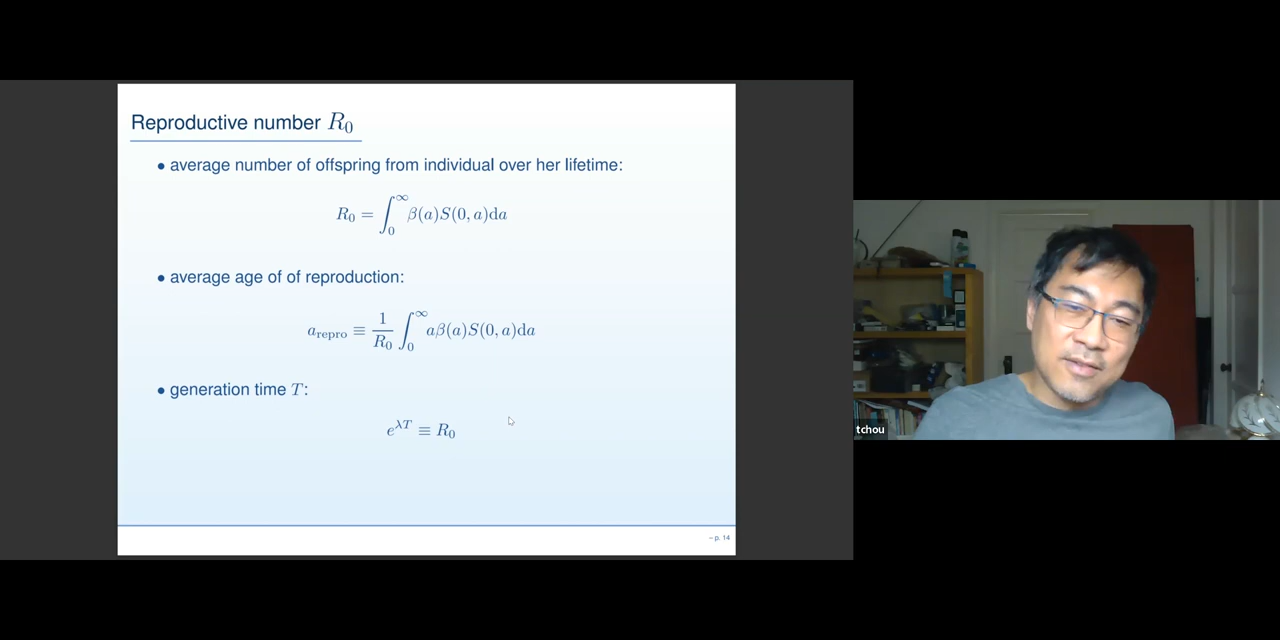 Reproductive number R₀
• average number of offspring from individual over her lifetime:
R₀ = ∫₀^∞ β(a)S(0, a)da
• average age of of reproduction:
a_repro ≡ 1/R₀ ∫₀^∞ aβ(a)S(0, a)da
• generation time T:
e^{λT} ≡ R₀
– p. 14
tchou